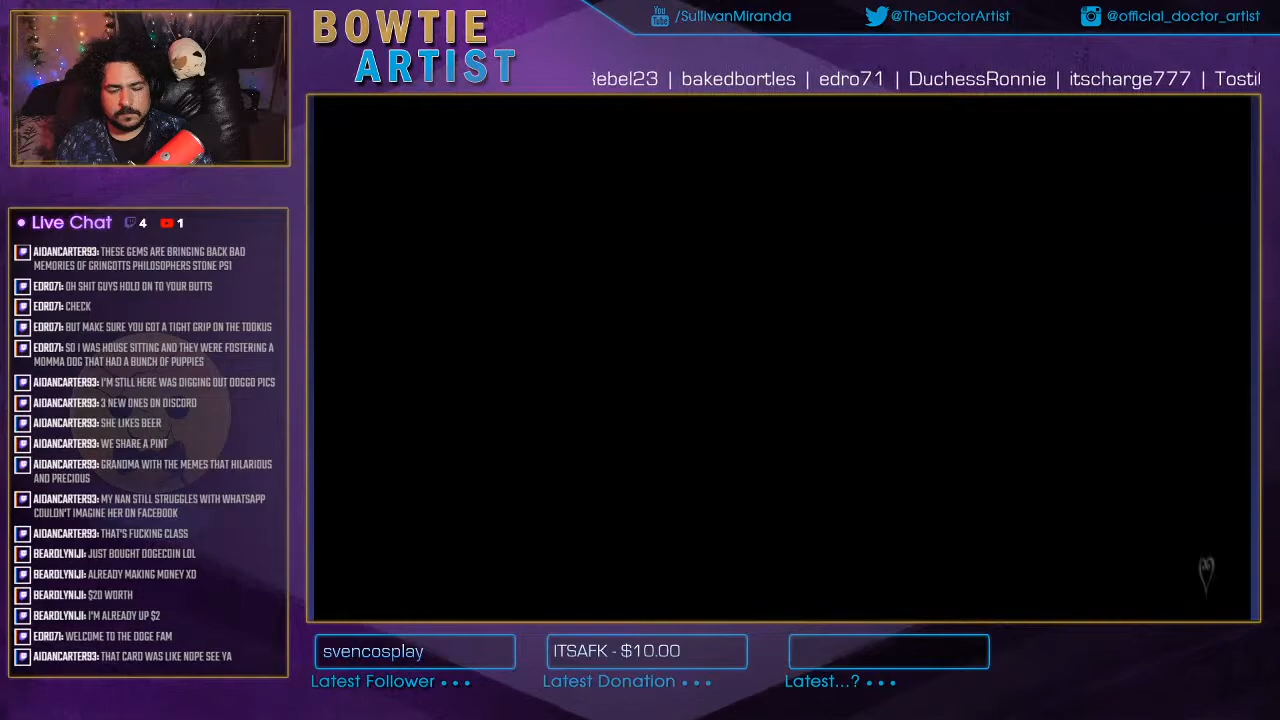 BOWTIE
ARTIST
/SullivanMiranda
@TheDoctorArtist
@official_doctor_artist
ebel23 | bakedbortles | edro71 | DuchessRonnie | itscharge777 | Tosti
Live Chat 4 1
AIDANCARTER93: THESE GEMS ARE BRINGING BACK BAD
MEMORIES OF GRINGOTTS PHILOSOPHERS STONE PS1
EDRO71: OH SHIT GUYS HOLD ON TO YOUR BUTTS
EDRO71: CHECK
EDRO71: BUT MAKE SURE YOU GOT A TIGHT GRIP ON THE TOOKUS
EDRO71: SO I WAS HOUSE SITTING AND THEY WERE FOSTERING A
MOMMA DOG THAT HAD A BUNCH OF PUPPIES
AIDANCARTER93: I'M STILL HERE WAS DIGGING OUT DOGGO PICS
AIDANCARTER93: 3 NEW ONES ON DISCORD
AIDANCARTER93: SHE LIKES BEER
AIDANCARTER93: WE SHARE A PINT
AIDANCARTER93: GRANDMA WITH THE MEMES THAT HILARIOUS
AND PRECIOUS
AIDANCARTER93: MY NAN STILL STRUGGLES WITH WHATSAPP
COULDN'T IMAGINE HER ON FACEBOOK
AIDANCARTER93: THAT'S FUCKING CLASS
BEARDLYNIJI: JUST BOUGHT DOGECOIN LOL
BEARDLYNIJI: ALREADY MAKING MONEY XD
BEARDLYNIJI: $20 WORTH
BEARDLYNIJI: I'M ALREADY UP $2
EDRO71: WELCOME TO THE DOGE FAM
AIDANCARTER93: THAT CARD WAS LIKE NOPE SEE YA
svencosplay
ITSAFK - $10.00
Latest Follower •••
Latest Donation •••
Latest...? •••